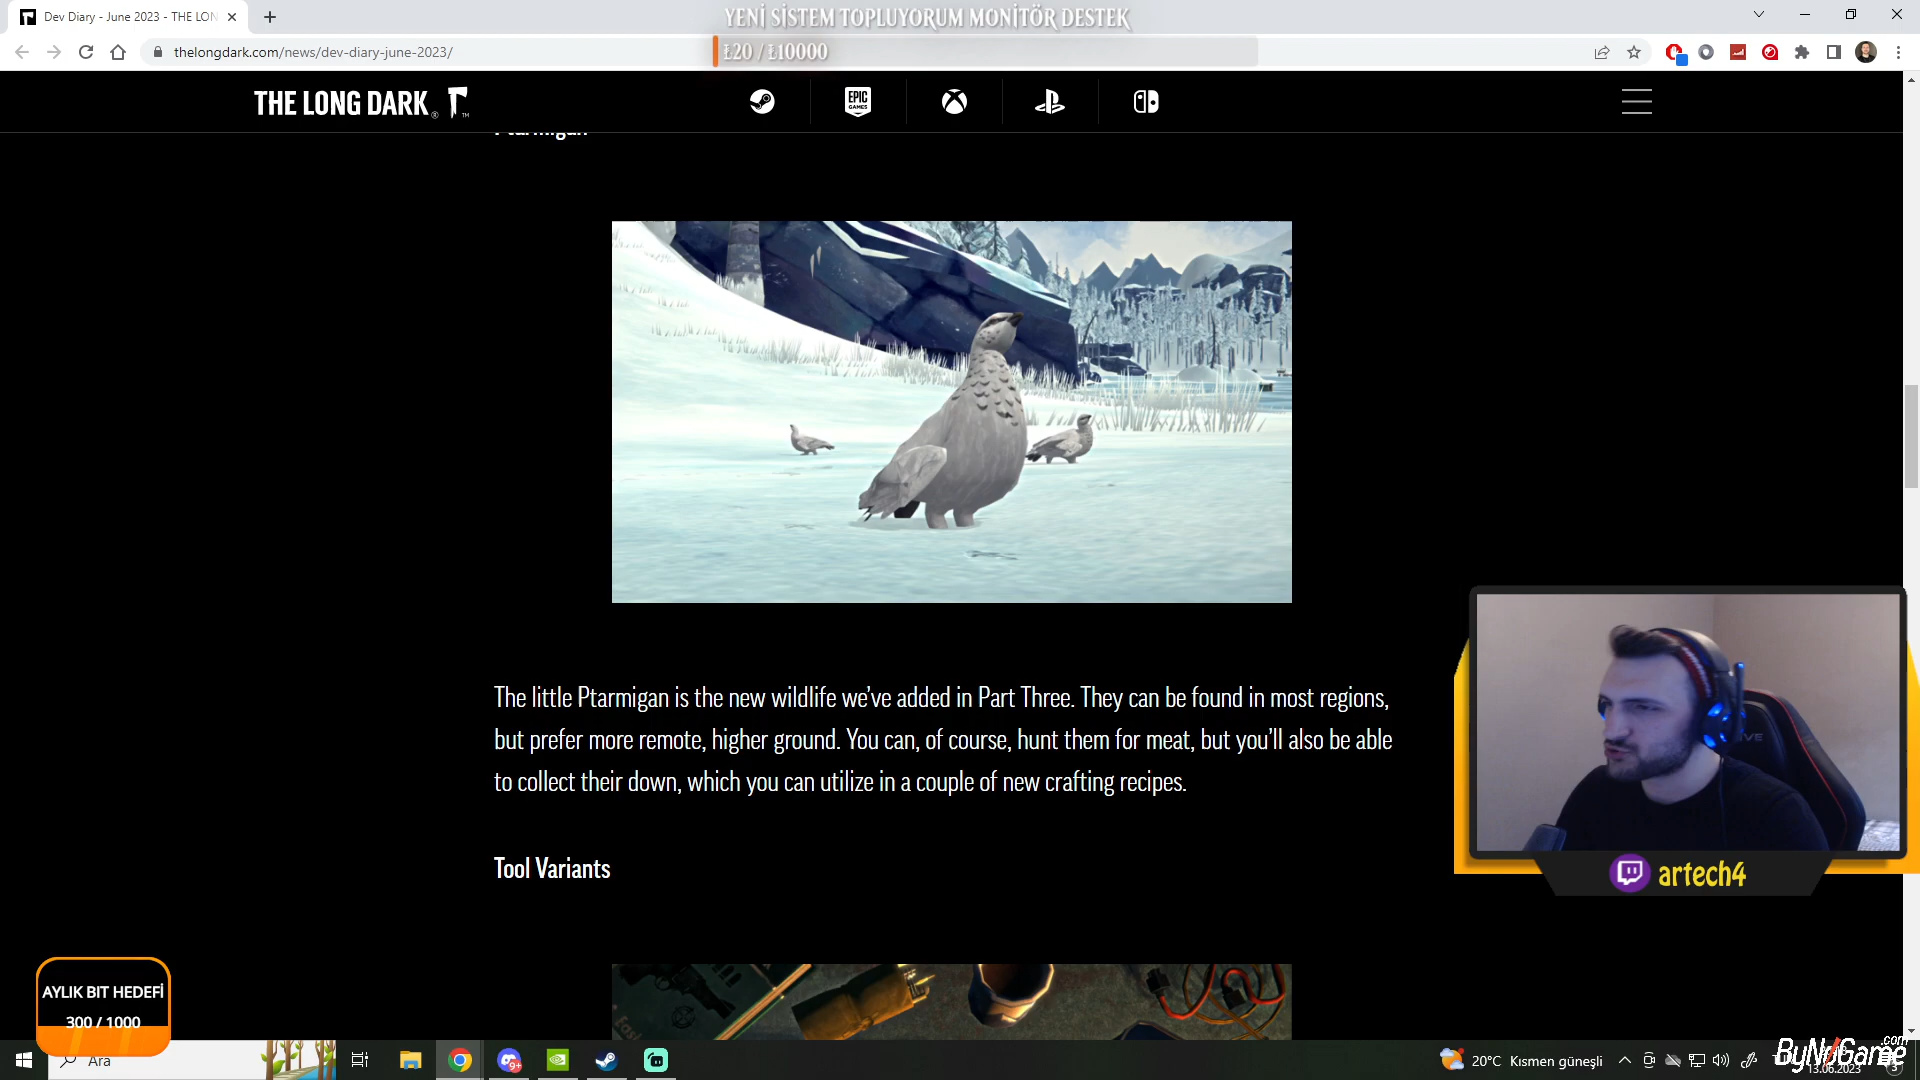 Dev Diary - June 2023 - THE LON
YENİ SİSTEM TOPLUYORUM MONİTÖR DESTEK
thelongdark.com/news/dev-diary-june-2023/
₺20 / ₺10000
THE LONG DARK
EPIC
GAMES
Ptarmigan
The little Ptarmigan is the new wildlife we've added in Part Three. They can be found in most regions,
but prefer more remote, higher ground. You can, of course, hunt them for meat, but you'll also be able
to collect their down, which you can utilize in a couple of new crafting recipes.
Tool Variants
artech4
AYLIK BIT HEDEFİ
300 / 1000
Ara
9+
20°C Kısmen güneşli
ByNoGame
.com
13.06.2023
3